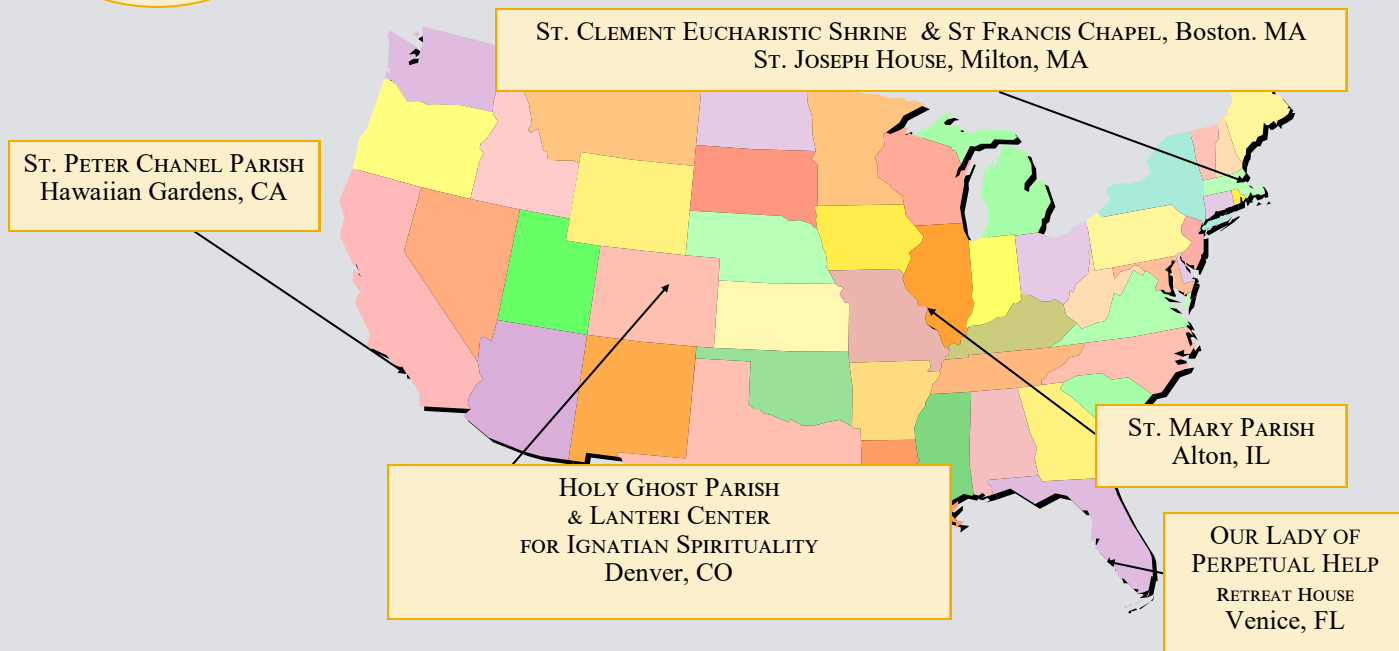 St. Clement Eucharistic Shrine & St Francis Chapel, Boston. MA
St. Joseph House, Milton, MA
St. Peter Chanel Parish
Hawaiian Gardens, CA
St. Mary Parish
Alton, IL
Holy Ghost Parish
& Lanteri Center
for Ignatian Spirituality
Denver, CO
Our Lady of
Perpetual Help
Retreat House
Venice, FL